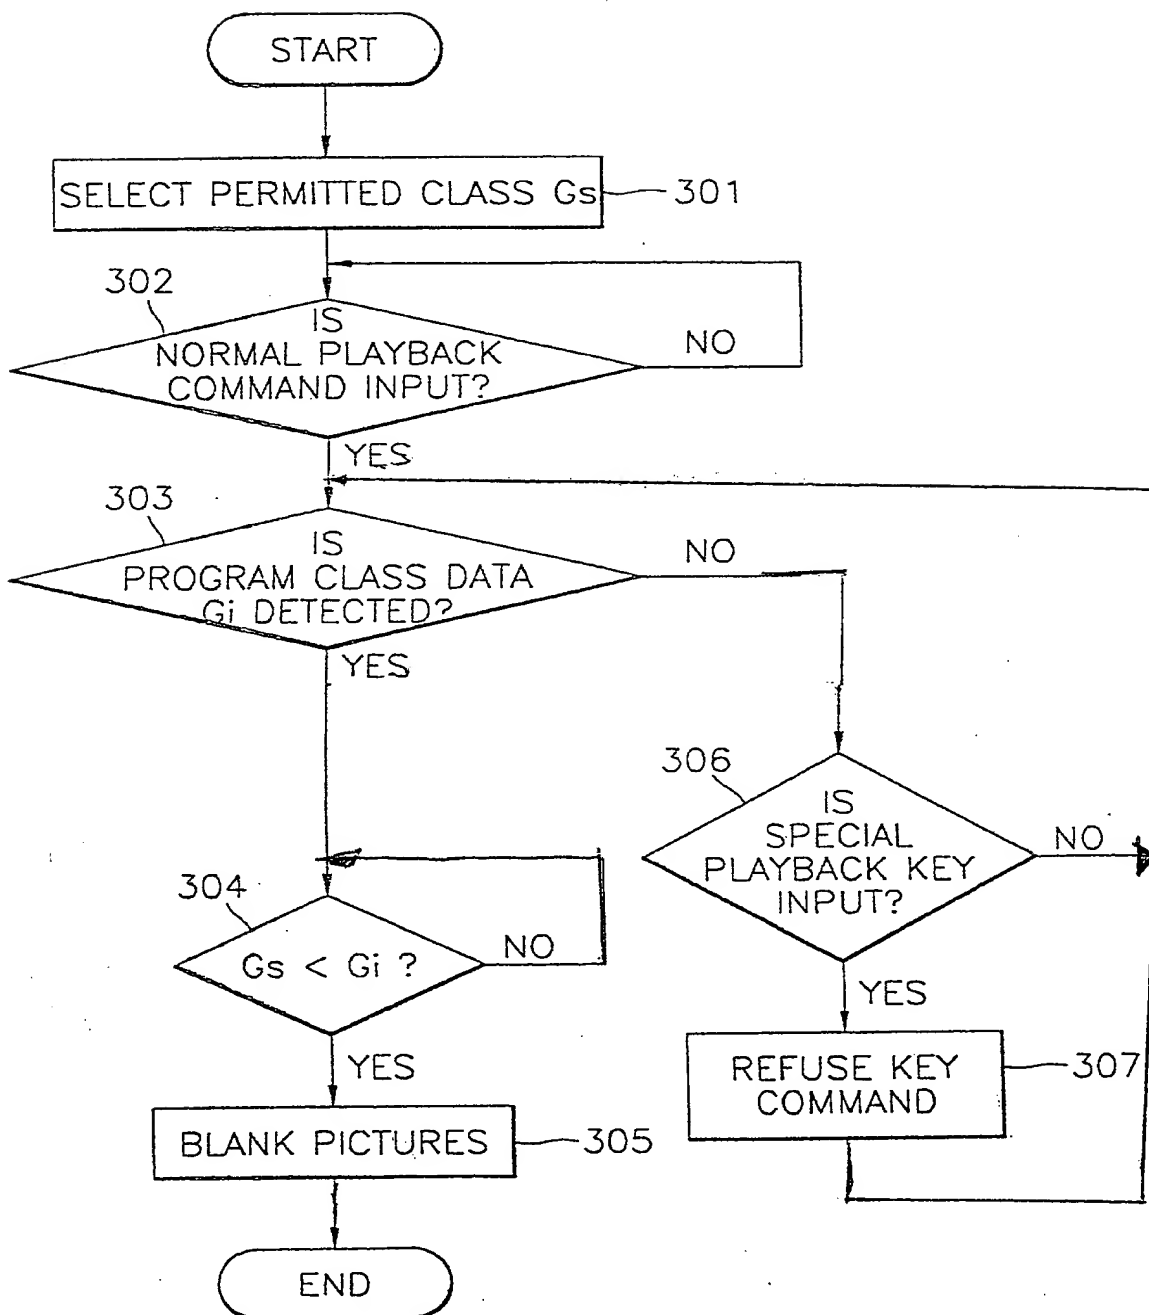 START
SELECT PERMITTED CLASS Gs
301
302
IS
NORMAL PLAYBACK
COMMAND INPUT?
NO
YES
303
IS
PROGRAM CLASS DATA
Gi DETECTED?
NO
YES
306
IS
SPECIAL
PLAYBACK KEY
INPUT?
NO
304
Gs < Gi ?
NO
YES
YES
REFUSE KEY
COMMAND
307
BLANK PICTURES
305
END